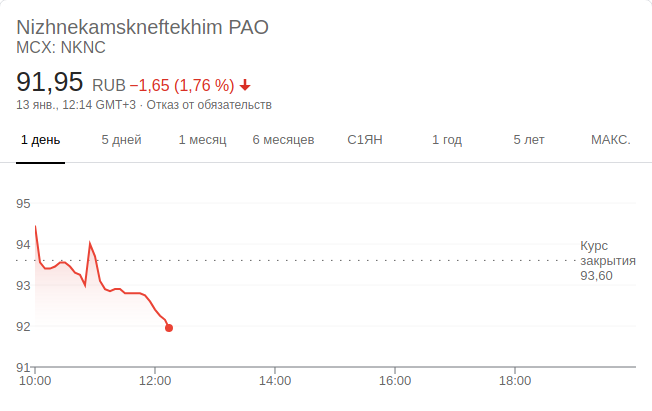 Nizhnekamskneftekhim PAO
MCX: NKNC
91,95 RUB −1,65 (1,76 %)
13 янв., 12:14 GMT+3 · Отказ от обязательств
1 день 5 дней 1 месяц 6 месяцев С1ЯН 1 год 5 лет МАКС.
95
94
93
92
91
Курс
закрытия
93,60
10:00 12:00 14:00 16:00 18:00